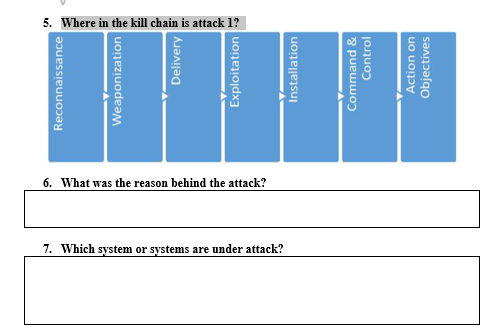 5. Where in the kill chain is attack 1?
Reconnaissance
Weaponization
Delivery
Exploitation
Installation
Command &
Control
Action on
Objectives
6. What was the reason behind the attack?
7. Which system or systems are under attack?